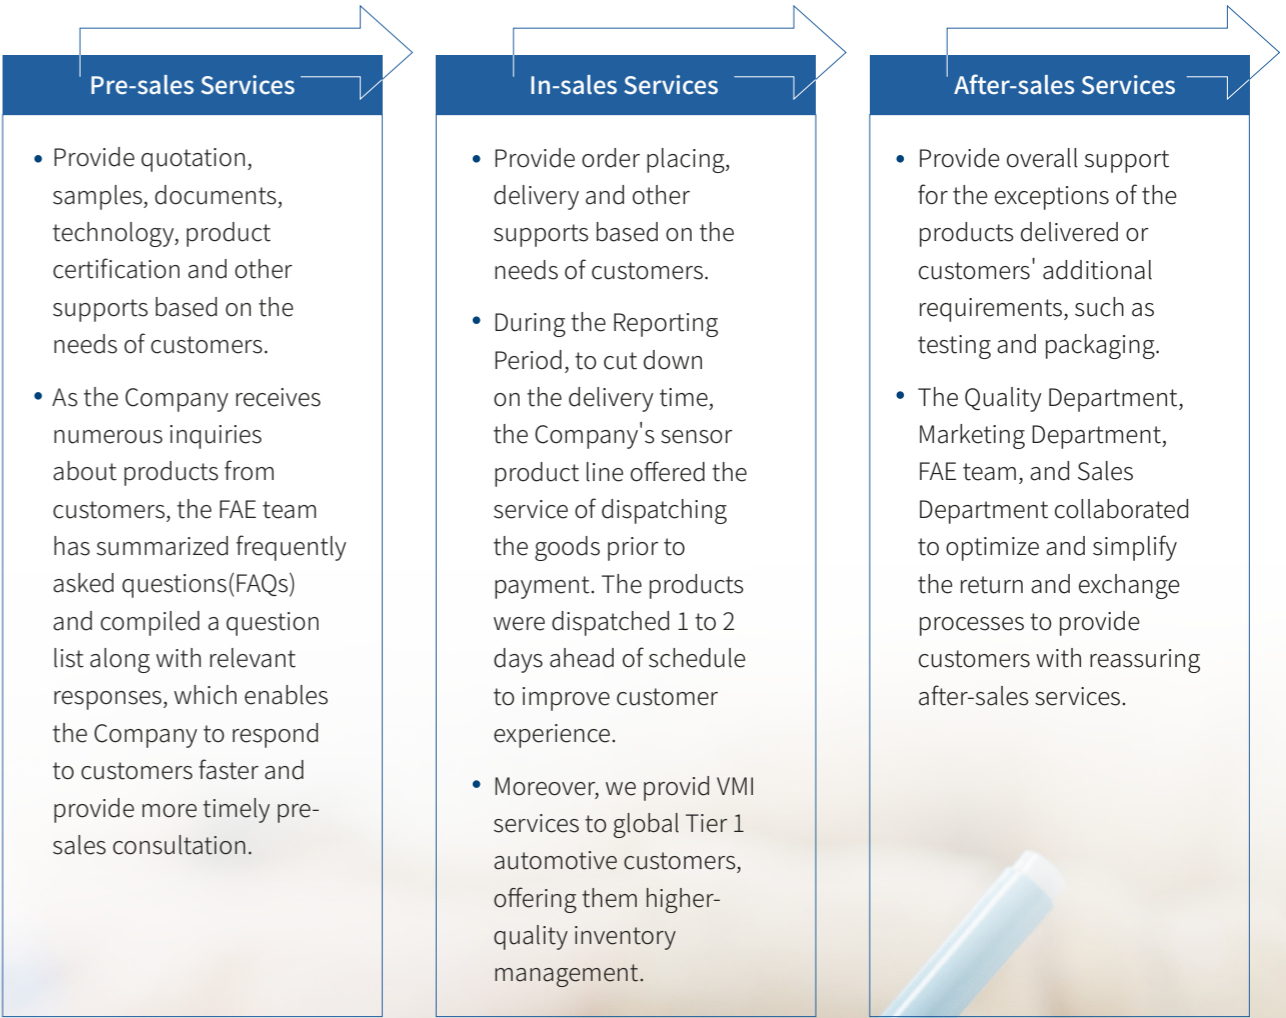 Pre-sales Services
• Provide quotation,
samples, documents,
technology, product
certification and other
supports based on the
needs of customers.
• As the Company receives
numerous inquiries
about products from
customers, the FAE team
has summarized frequently
asked questions(FAQs)
and compiled a question
list along with relevant
responses, which enables
the Company to respond
to customers faster and
provide more timely pre-
sales consultation.
In-sales Services
• Provide order placing,
delivery and other
supports based on the
needs of customers.
• During the Reporting
Period, to cut down
on the delivery time,
the Company's sensor
product line offered the
service of dispatching
the goods prior to
payment. The products
were dispatched 1 to 2
days ahead of schedule
to improve customer
experience.
• Moreover, we provid VMI
services to global Tier 1
automotive customers,
offering them higher-
quality inventory
management.
After-sales Services
• Provide overall support
for the exceptions of the
products delivered or
customers' additional
requirements, such as
testing and packaging.
• The Quality Department,
Marketing Department,
FAE team, and Sales
Department collaborated
to optimize and simplify
the return and exchange
processes to provide
customers with reassuring
after-sales services.